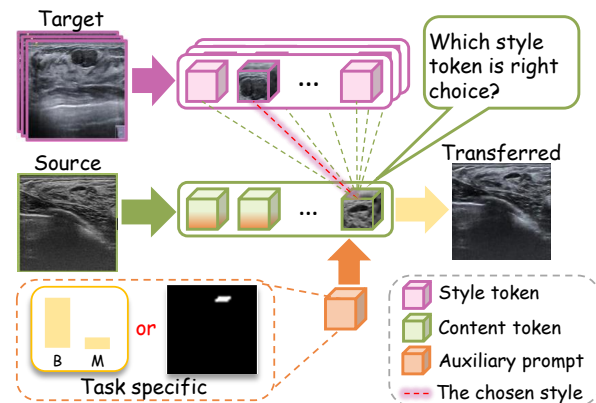 Target
...
Which style
token is right
choice?
Source
...
Transferred
B M
or
Task specific
Style token
Content token
Auxiliary prompt
The chosen style